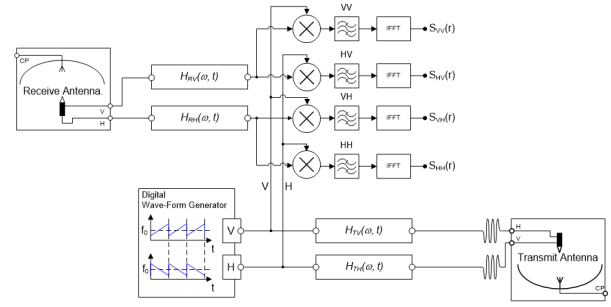 VV
IFFT
S_VV(r)
CP
Receive Antenna
V
H
H_RV(ω, t)
HV
IFFT
S_HV(r)
H_RH(ω, t)
VH
IFFT
S_VH(r)
HH
IFFT
S_HH(r)
V H
Digital
Wave-Form Generator
f₀
t
f₀
t
V
H
H_TV(ω, t)
H_TH(ω, t)
H
V
Transmit Antenna
CP